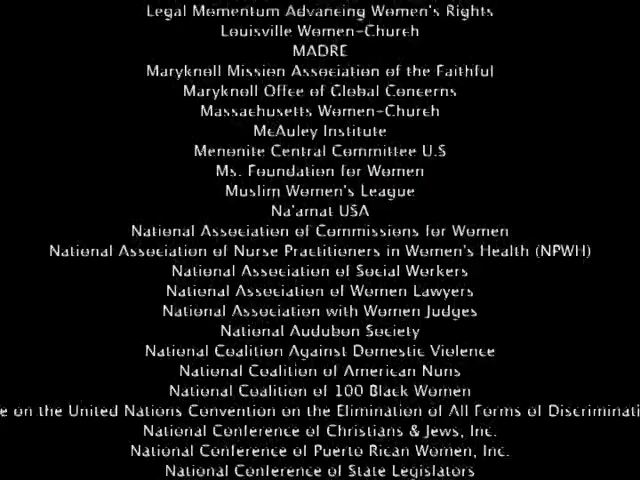 Legal Momentum Advancing Women's Rights
Louisville Women-Church
MADRE
Maryknoll Mission Association of the Faithful
Maryknoll Offce of Global Concerns
Massachusetts Women-Church
McAuley Institute
Menonite Central Committee U.S
Ms. Foundation for Women
Muslim Women's League
Na'amat USA
National Association of Commissions for Women
National Association of Nurse Practitioners in Women's Health (NPWH)
National Association of Social Workers
National Association of Women Lawyers
National Association with Women Judges
National Audubon Society
National Coalition Against Domestic Violence
National Coalition of American Nuns
National Coalition of 100 Black Women
e on the United Nations Convention on the Elimination of All Forms of Discriminati
National Conference of Christians & Jews, Inc.
National Conference of Puerto Rican Women, Inc.
National Conference of State Legislators